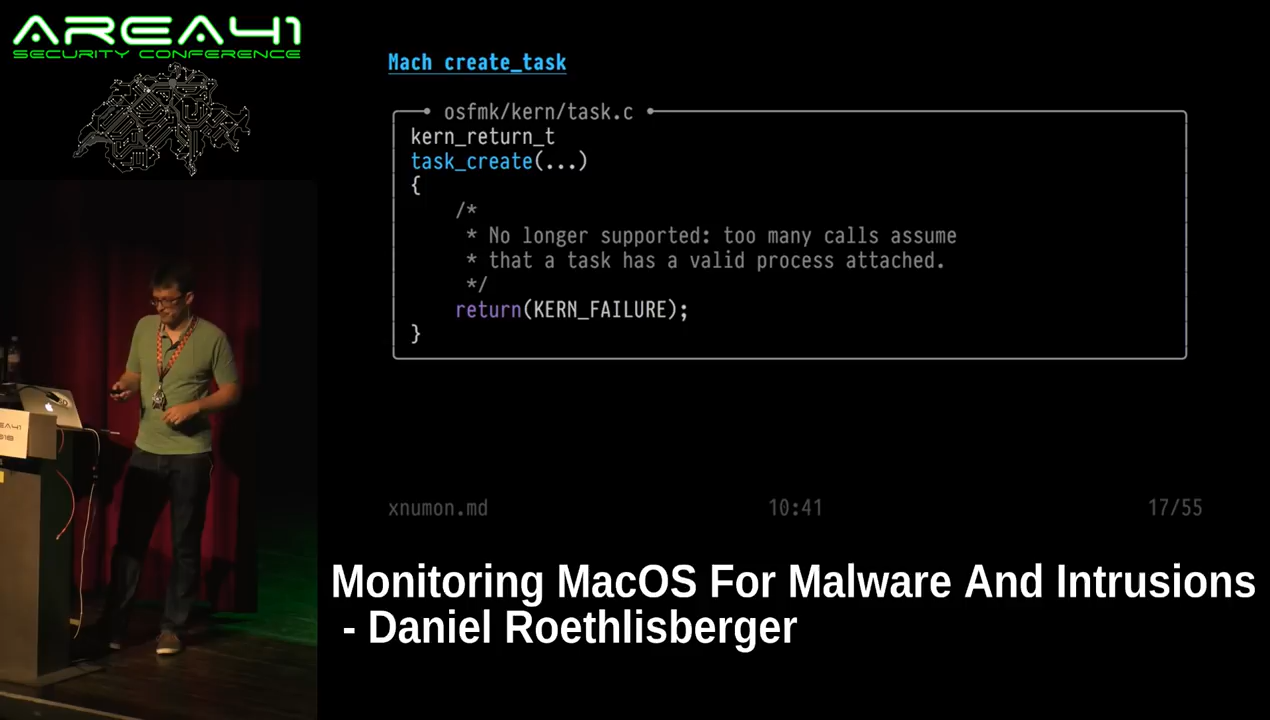 AREA41
SECURITY CONFERENCE
Mach create_task
osfmk/kern/task.c
kern_return_t
task_create(...)
{
/*
* No longer supported: too many calls assume
* that a task has a valid process attached.
*/
return(KERN_FAILURE);
}
xnumon.md 10:41 17/55
Monitoring MacOS For Malware And Intrusions
- Daniel Roethlisberger